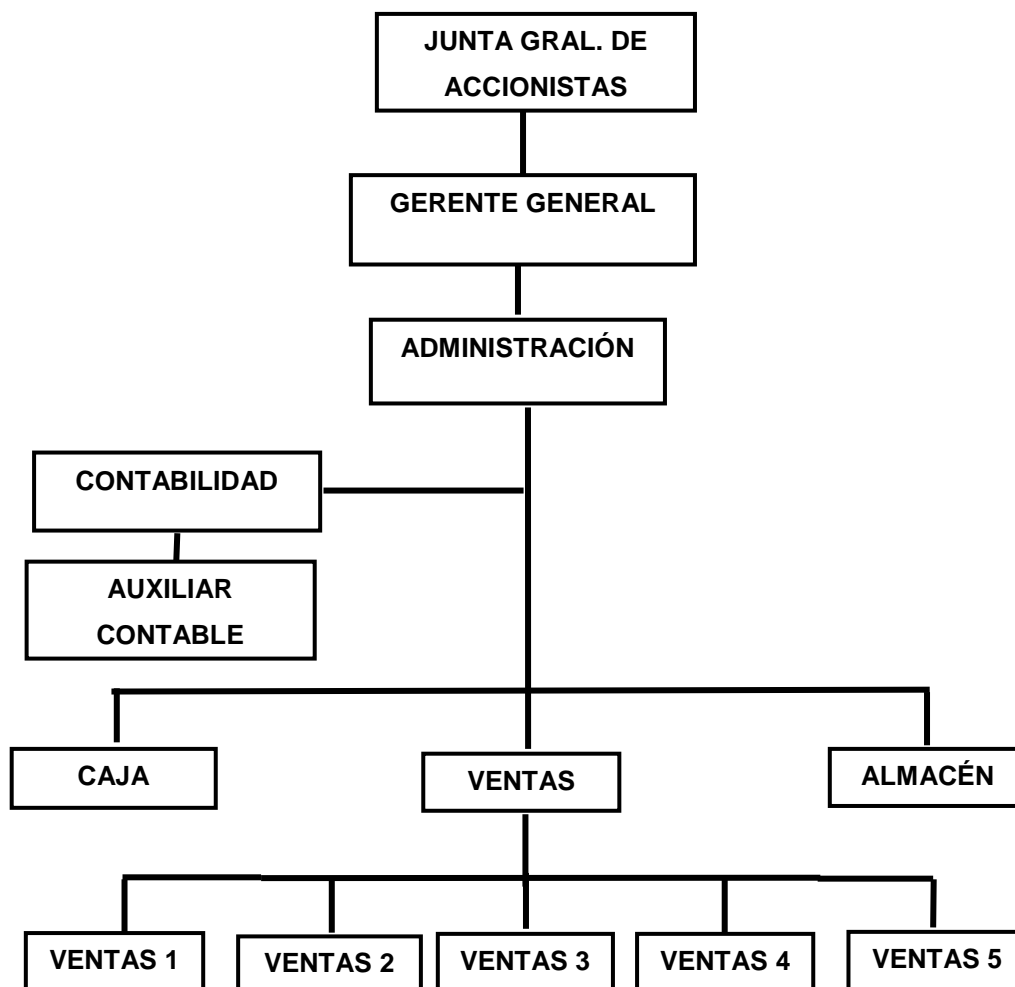 JUNTA GRAL. DE
ACCIONISTAS
GERENTE GENERAL
ADMINISTRACIÓN
CONTABILIDAD
AUXILIAR
CONTABLE
CAJA
VENTAS
ALMACÉN
VENTAS 1
VENTAS 2
VENTAS 3
VENTAS 4
VENTAS 5